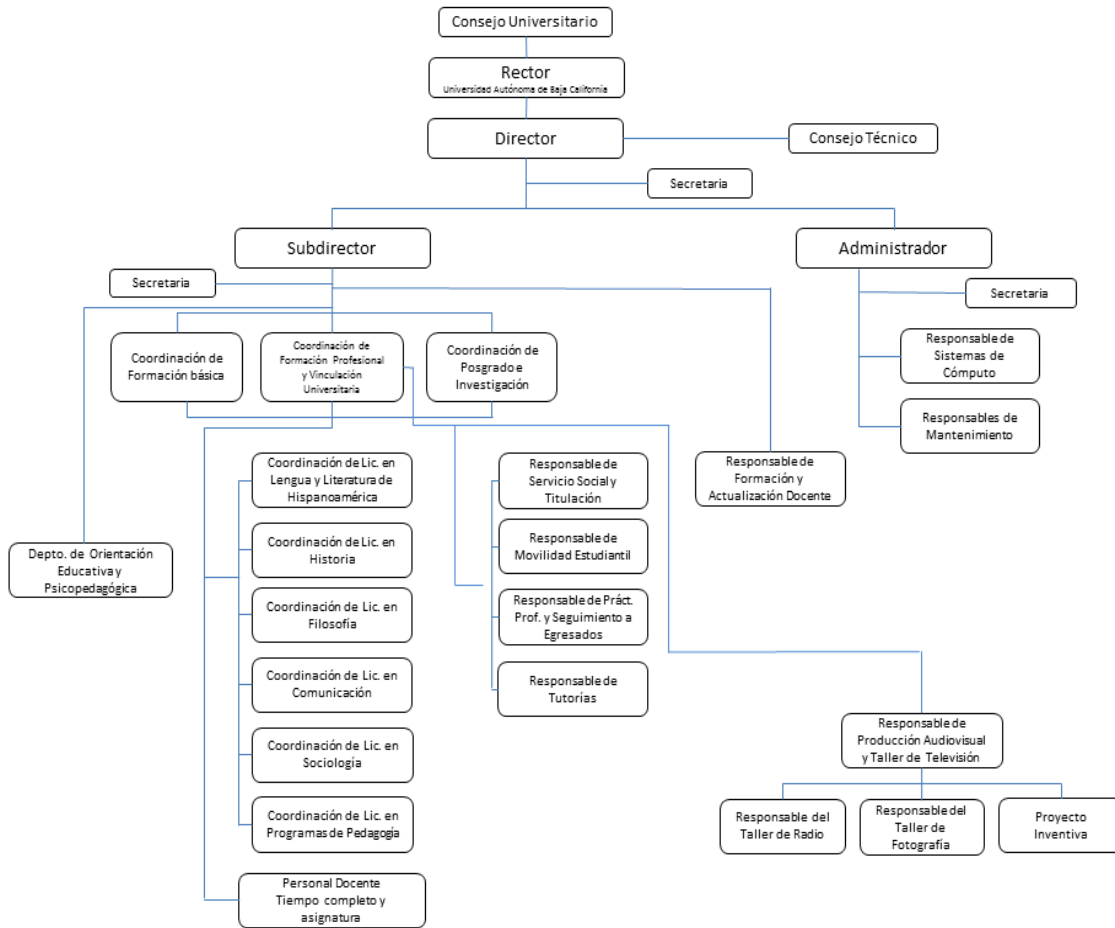 Consejo Universitario
Rector
Universidad Autónoma de Baja California
Director
Consejo Técnico
Secretaria
Subdirector
Administrador
Secretaria
Secretaria
Coordinación de
Formación básica
Coordinación de
Formación Profesional
y Vinculación
Universitaria
Coordinación de
Posgrado e
Investigación
Responsable de
Sistemas de
Cómputo
Responsables de
Mantenimiento
Coordinación de Lic. en
Lengua y Literatura de
Hispanoamérica
Responsable de
Servicio Social y
Titulación
Responsable de
Formación y
Actualización Docente
Depto. de Orientación
Educativa y
Psicopedagógica
Coordinación de Lic. en
Historia
Responsable de
Movilidad Estudiantil
Coordinación de Lic. en
Filosofía
Responsable de Práct.
Prof. y Seguimiento a
Egresados
Coordinación de Lic. en
Comunicación
Responsable de
Tutorías
Coordinación de Lic. en
Sociología
Responsable de
Producción Audiovisual
y Taller de Televisión
Coordinación de Lic. en
Programas de Pedagogía
Responsable del
Taller de Radio
Responsable del
Taller de
Fotografía
Proyecto
Inventiva
Personal Docente
Tiempo completo y
asignatura